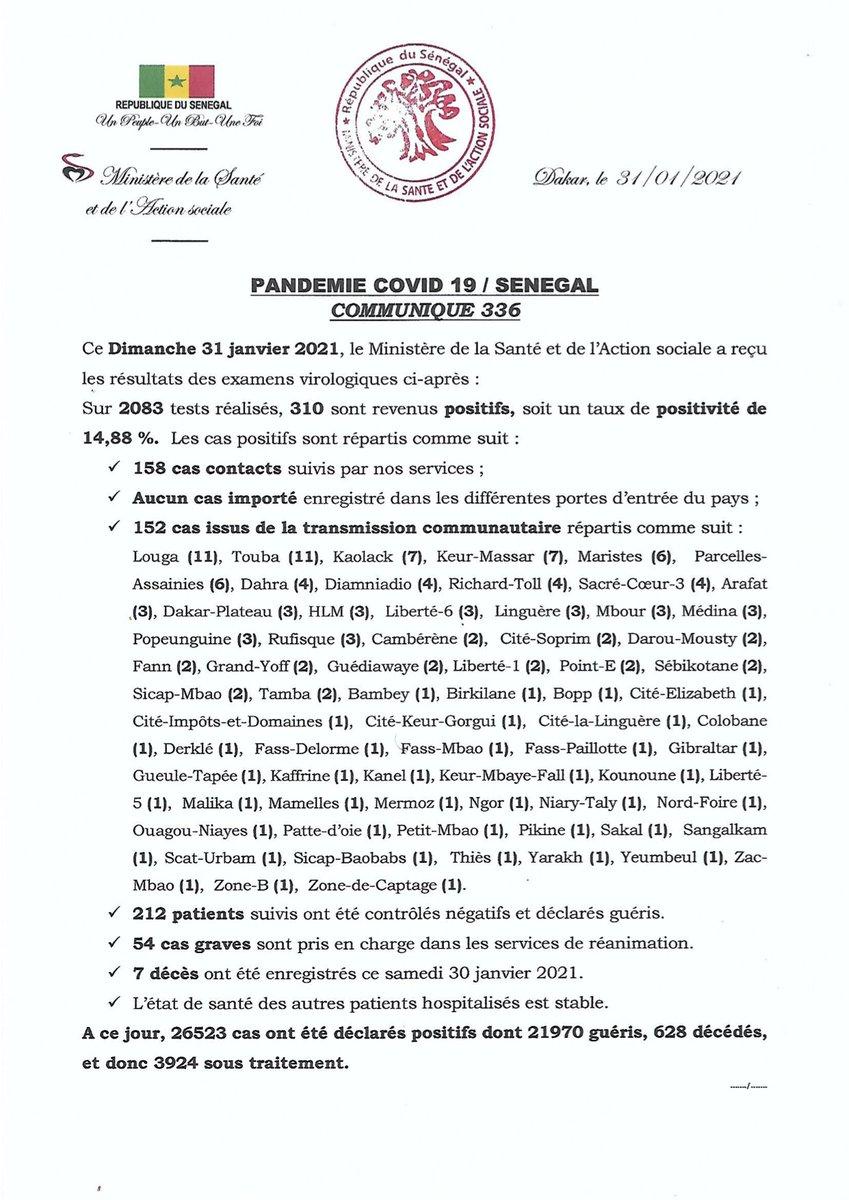 REPUBLIQUE DU SENEGAL
Un Peuple-Un But-Une Foi
Ministère de la Santé
et de l'Action sociale
★ République du Sénégal ★
MINISTERE DE LA SANTE ET DE L'ACTION SOCIALE
Dakar, le 31/01/2021
PANDEMIE COVID 19 / SENEGAL
COMMUNIQUE 336
Ce Dimanche 31 janvier 2021, le Ministère de la Santé et de l'Action sociale a reçu
les résultats des examens virologiques ci-après :
Sur 2083 tests réalisés, 310 sont revenus positifs, soit un taux de positivité de
14,88 %. Les cas positifs sont répartis comme suit :
✓ 158 cas contacts suivis par nos services ;
✓ Aucun cas importé enregistré dans les différentes portes d'entrée du pays ;
✓ 152 cas issus de la transmission communautaire répartis comme suit :
Louga (11), Touba (11), Kaolack (7), Keur-Massar (7), Maristes (6), Parcelles-
Assainies (6), Dahra (4), Diamniadio (4), Richard-Toll (4), Sacré-Cœur-3 (4), Arafat
(3), Dakar-Plateau (3), HLM (3), Liberté-6 (3), Linguère (3), Mbour (3), Médina (3),
Popeunguine (3), Rufisque (3), Cambérène (2), Cité-Soprim (2), Darou-Mousty (2),
Fann (2), Grand-Yoff (2), Guédiawaye (2), Liberté-1 (2), Point-E (2), Sébikotane (2),
Sicap-Mbao (2), Tamba (2), Bambey (1), Birkilane (1), Bopp (1), Cité-Elizabeth (1),
Cité-Impôts-et-Domaines (1), Cité-Keur-Gorgui (1), Cité-la-Linguère (1), Colobane
(1), Derklé (1), Fass-Delorme (1), Fass-Mbao (1), Fass-Paillotte (1), Gibraltar (1),
Gueule-Tapée (1), Kaffrine (1), Kanel (1), Keur-Mbaye-Fall (1), Kounoune (1), Liberté-
5 (1), Malika (1), Mamelles (1), Mermoz (1), Ngor (1), Niary-Taly (1), Nord-Foire (1),
Ouagou-Niayes (1), Patte-d'oie (1), Petit-Mbao (1), Pikine (1), Sakal (1), Sangalkam
(1), Scat-Urbam (1), Sicap-Baobabs (1), Thiès (1), Yarakh (1), Yeumbeul (1), Zac-
Mbao (1), Zone-B (1), Zone-de-Captage (1).
✓ 212 patients suivis ont été contrôlés négatifs et déclarés guéris.
✓ 54 cas graves sont pris en charge dans les services de réanimation.
✓ 7 décès ont été enregistrés ce samedi 30 janvier 2021.
✓ L'état de santé des autres patients hospitalisés est stable.
A ce jour, 26523 cas ont été déclarés positifs dont 21970 guéris, 628 décédés,
et donc 3924 sous traitement.
------/------